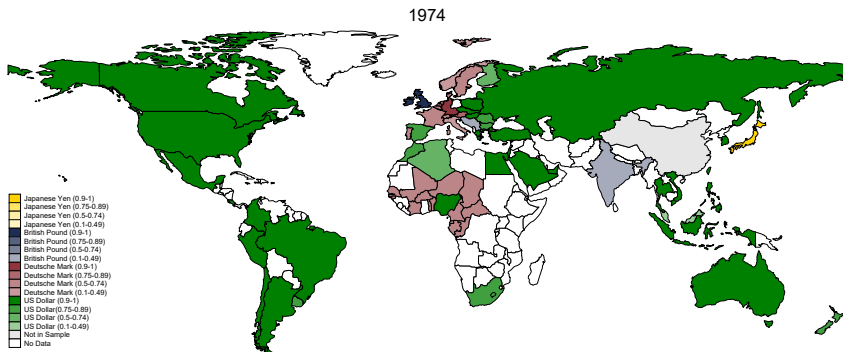 1974
Japanese Yen (0.9-1)
Japanese Yen (0.75-0.89)
Japanese Yen (0.5-0.74)
Japanese Yen (0.1-0.49)
British Pound (0.9-1)
British Pound (0.75-0.89)
British Pound (0.5-0.74)
British Pound (0.1-0.49)
Deutsche Mark (0.9-1)
Deutsche Mark (0.75-0.89)
Deutsche Mark (0.5-0.74)
Deutsche Mark (0.1-0.49)
US Dollar (0.9-1)
US Dollar(0.75-0.89)
US Dollar (0.5-0.74)
US Dollar (0.1-0.49)
Not in Sample
No Data